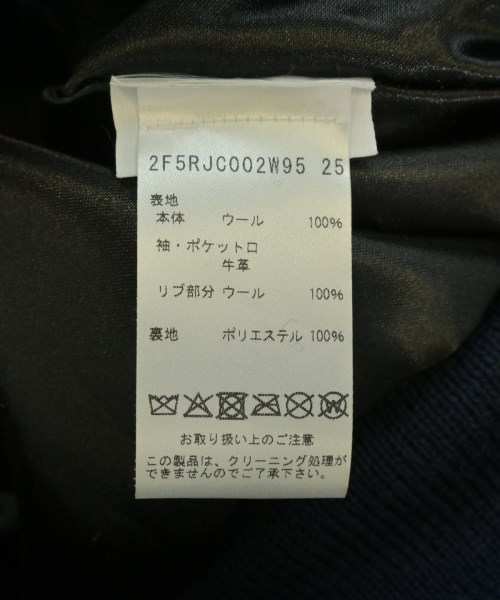 2F5RJC002W95 25
表地
本体 ウール 100%
袖・ポケット口
牛革
リブ部分 ウール 100%
裏地 ポリエステル 100%
お取り扱い上のご注意
この製品は、クリーニング処理が
できませんのでご了承下さい。